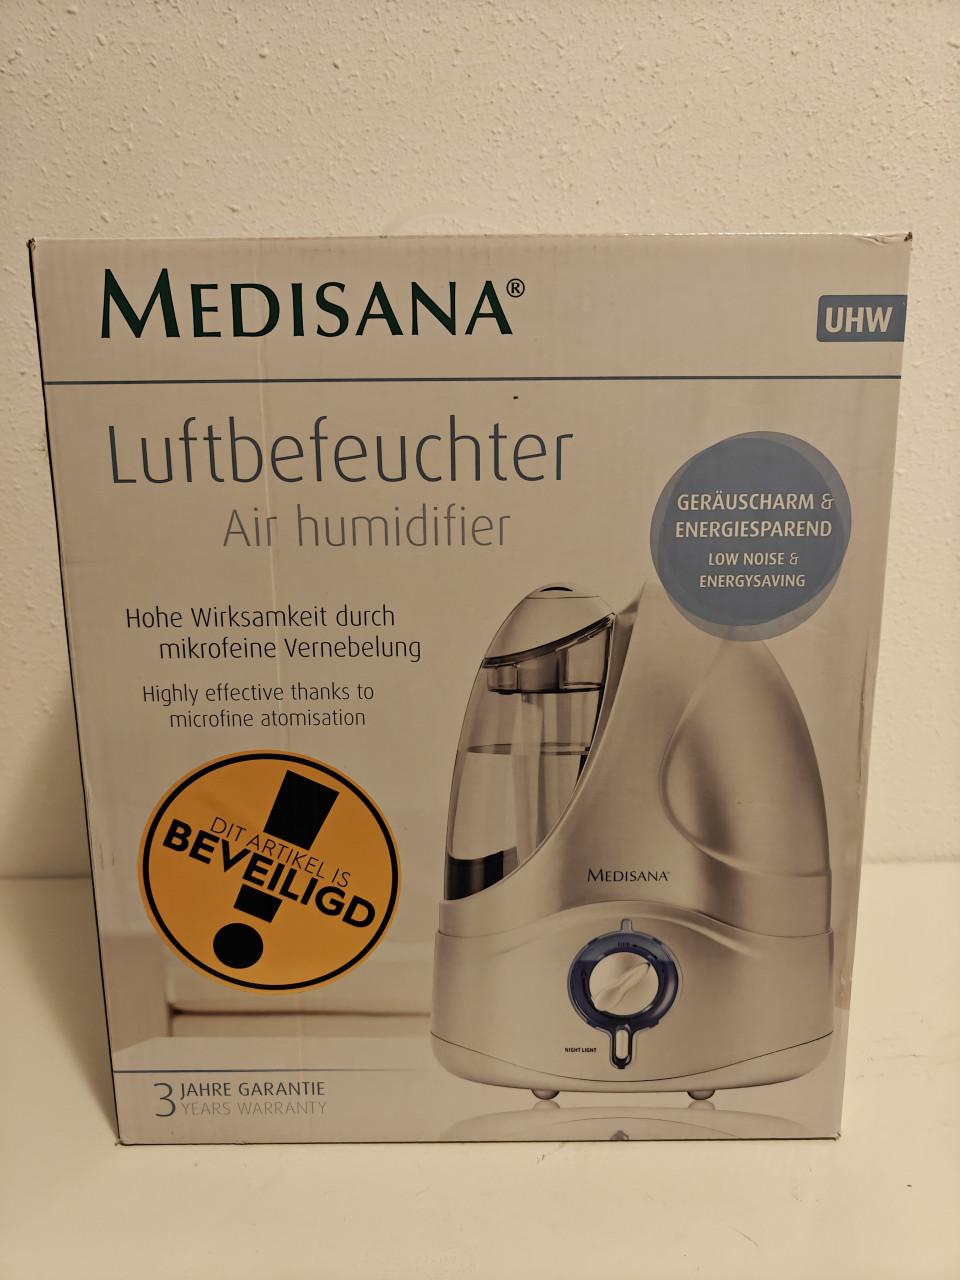 MEDISANA®
UHW
Luftbefeuchter
Air humidifier
GERÄUSCHARM &
ENERGIESPAREND
LOW NOISE &
ENERGYSAVING
Hohe Wirksamkeit durch
mikrofeine Vernebelung
Highly effective thanks to
microfine atomisation
DIT ARTIKEL IS
BEVEILIGD
MEDISANA®
NIGHT LIGHT
3 JAHRE GARANTIE
YEARS WARRANTY